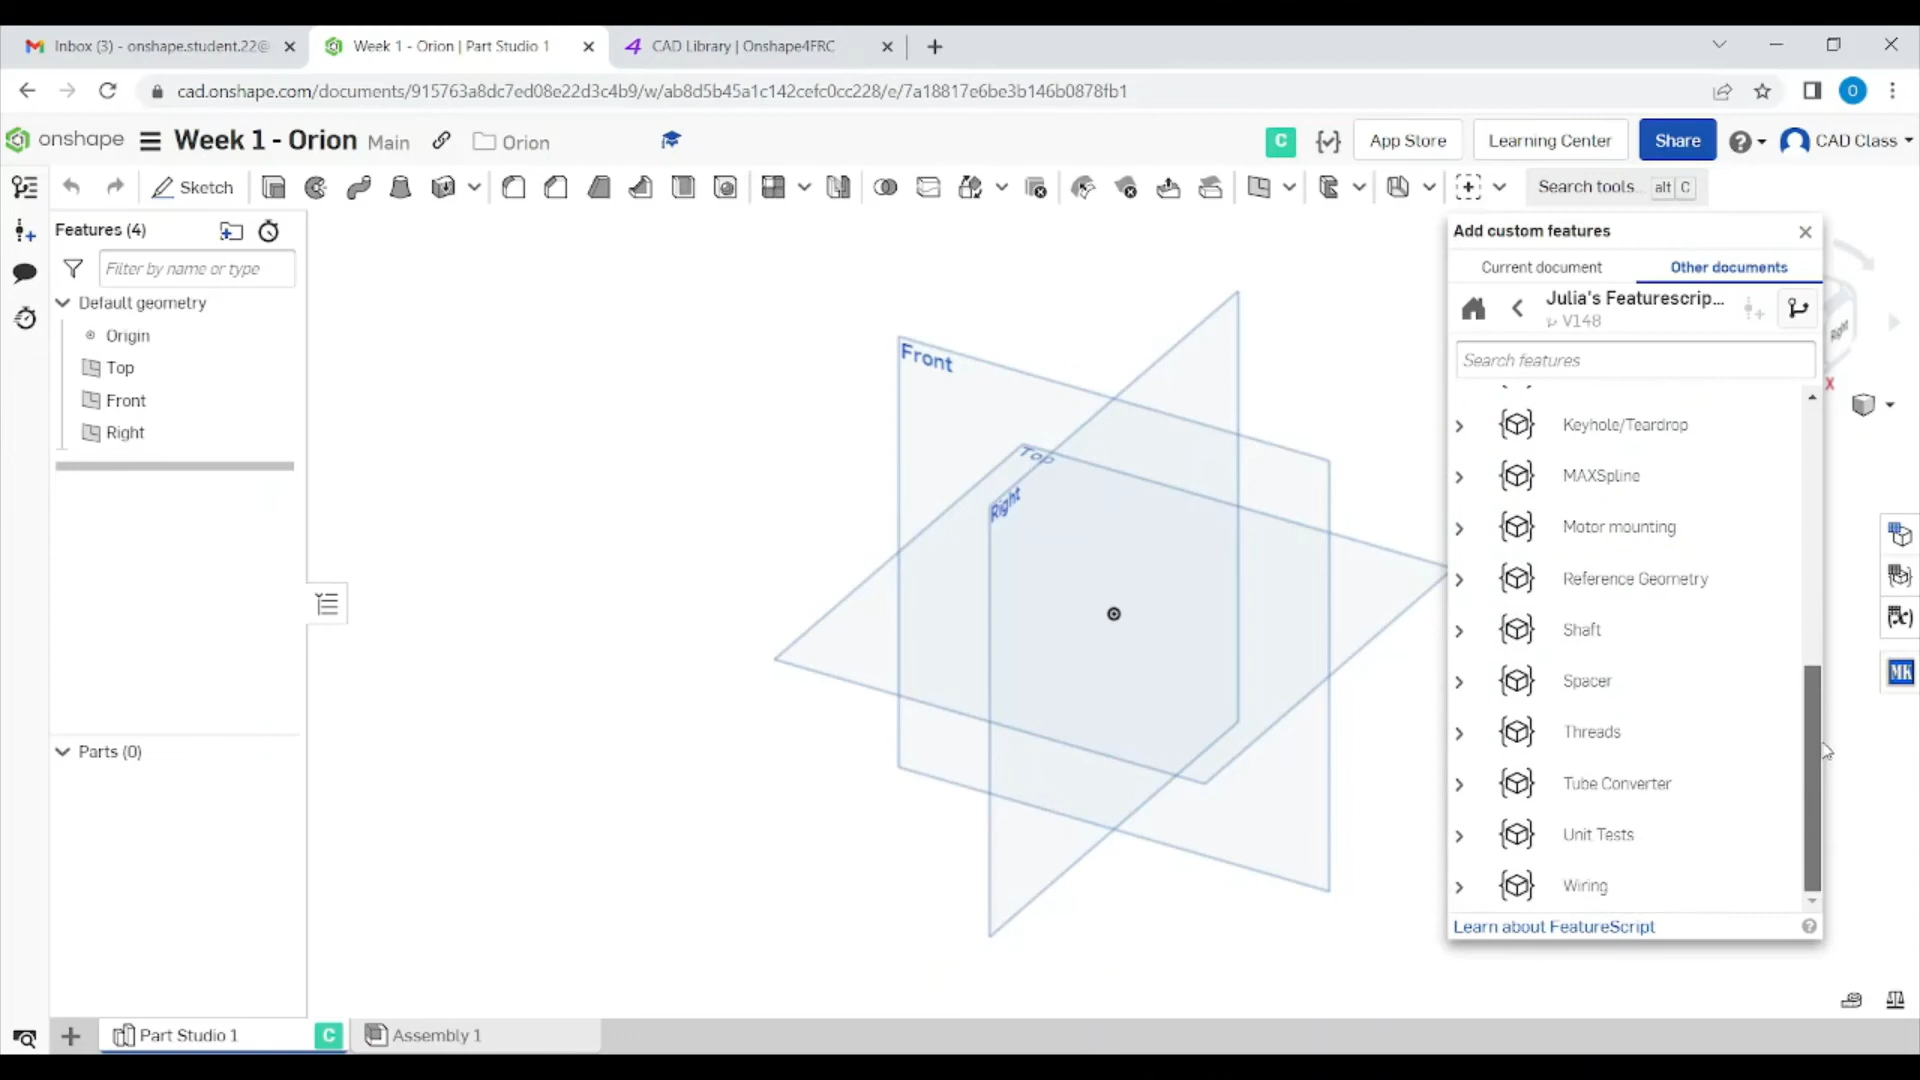 Inbox (3) - onshape.student.22@
Week 1 - Orion | Part Studio 1
CAD Library | Onshape4FRC
cad.onshape.com/documents/915763a8dc7ed08e22d3c4b9/w/ab8d5b45a1c142cefc0cc228/e/7a18817e6be3b146b0878fb1
O
onshape
Week 1 - Orion
Main
Orion
C
App Store
Learning Center
Share
CAD Class
Sketch
Search tools...
alt C
Features (4)
Filter by name or type
Default geometry
Origin
Top
Front
Right
Parts (0)
Front
Top
Right
Add custom features
Current document
Other documents
Julia's Featurescrip...
V148
Search features
Keyhole/Teardrop
MAXSpline
Motor mounting
Reference Geometry
Shaft
Spacer
Threads
Tube Converter
Unit Tests
Wiring
Learn about FeatureScript
Right
X
MK
Part Studio 1
C
Assembly 1